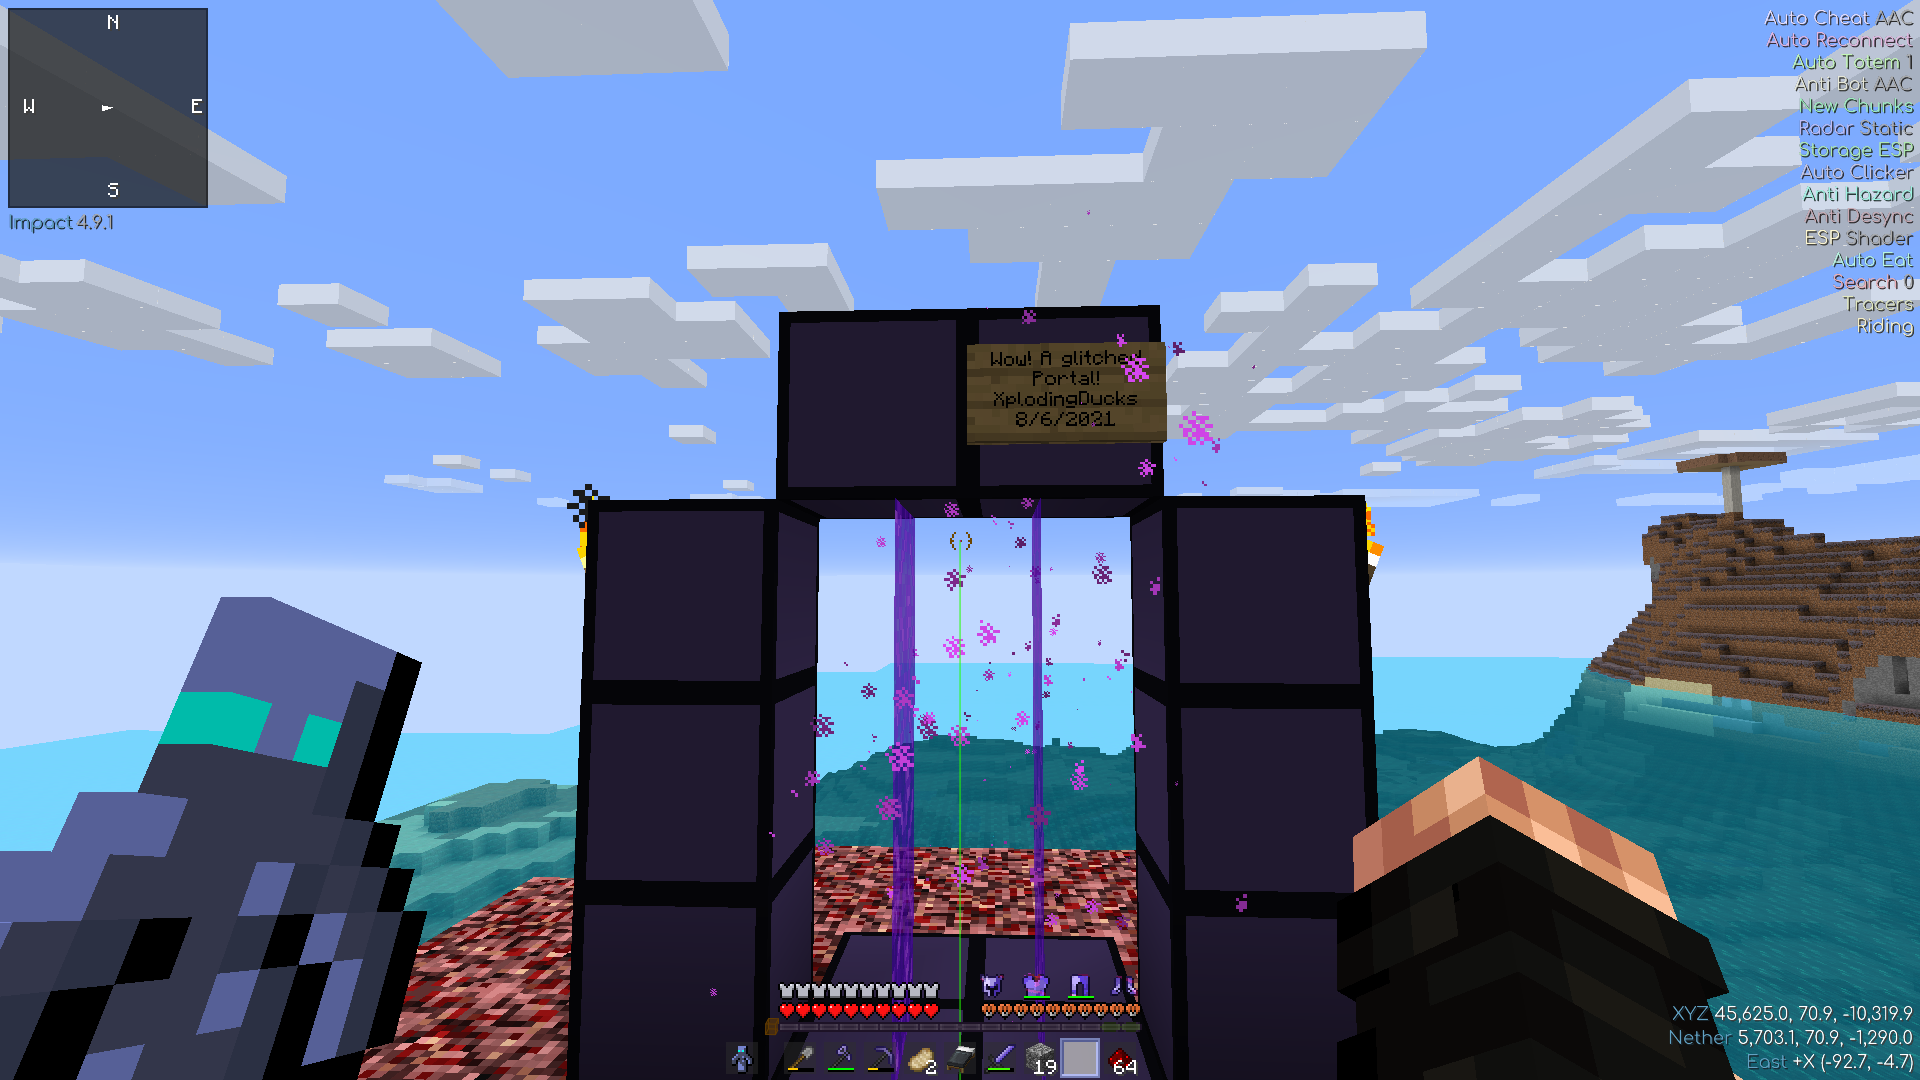 N
W
E
S
Impact 4.9.1
Auto Cheat AAC
Auto Reconnect
Auto Totem 1
Anti Bot AAC
New Chunks
Radar Static
Storage ESP
Auto Clicker
Anti Hazard
Anti Desync
ESP Shader
Auto Eat
Search 0
Tracers
Riding
Wow! A glitched
Portal!
XplodingDucks
8/6/2021
2
19
64
XYZ 45,625.0, 70.9, -10,319.9
Nether 5,703.1, 70.9, -1,290.0
East +X (-92.7, -4.7)